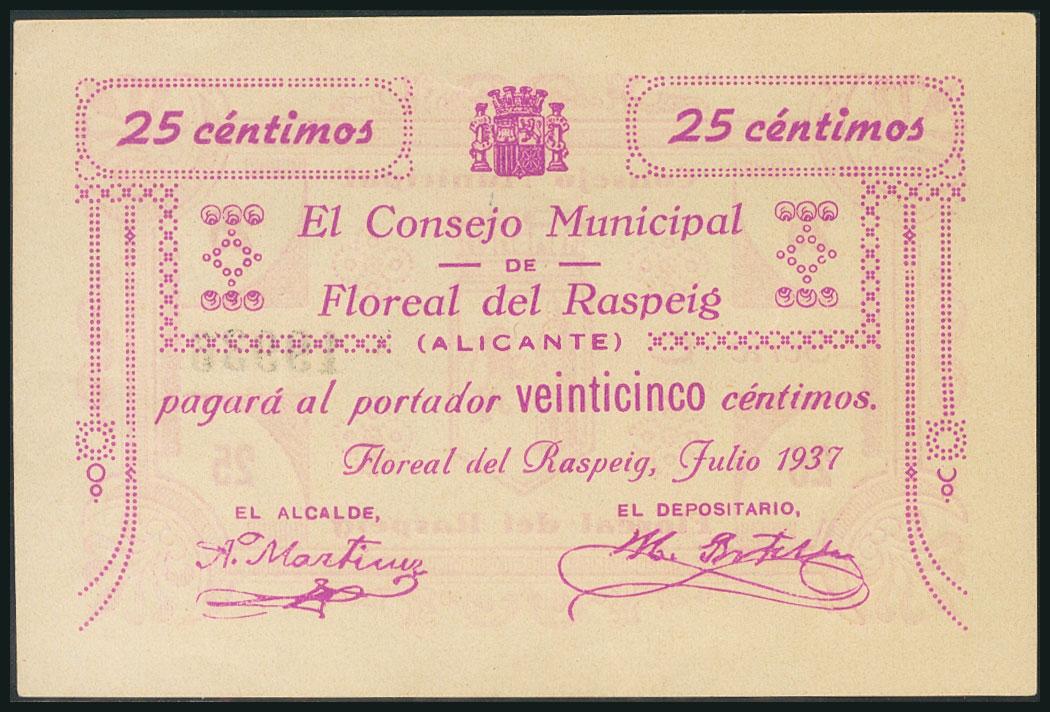 25 céntimos
25 céntimos
El Consejo Municipal
DE
Floreal del Raspeig
(ALICANTE)
pagará al portador veinticinco céntimos.
Floreal del Raspeig, Julio 1937
EL ALCALDE,
EL DEPOSITARIO,
A. Martinez